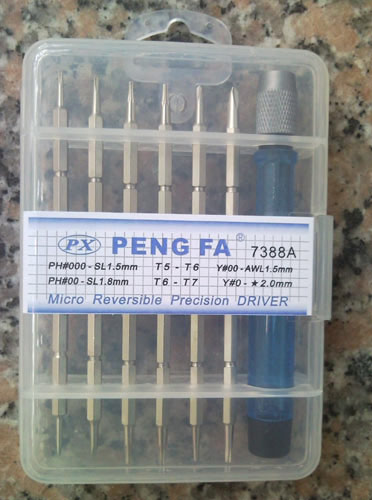 PX PENG FA® 7388A
PH#000 - SL1.5mm T5 - T6 Y#00 - AWL1.5mm
PH#00 - SL1.8mm T6 - T7 Y#0 - ★2.0mm
Micro Reversible Precision DRIVER